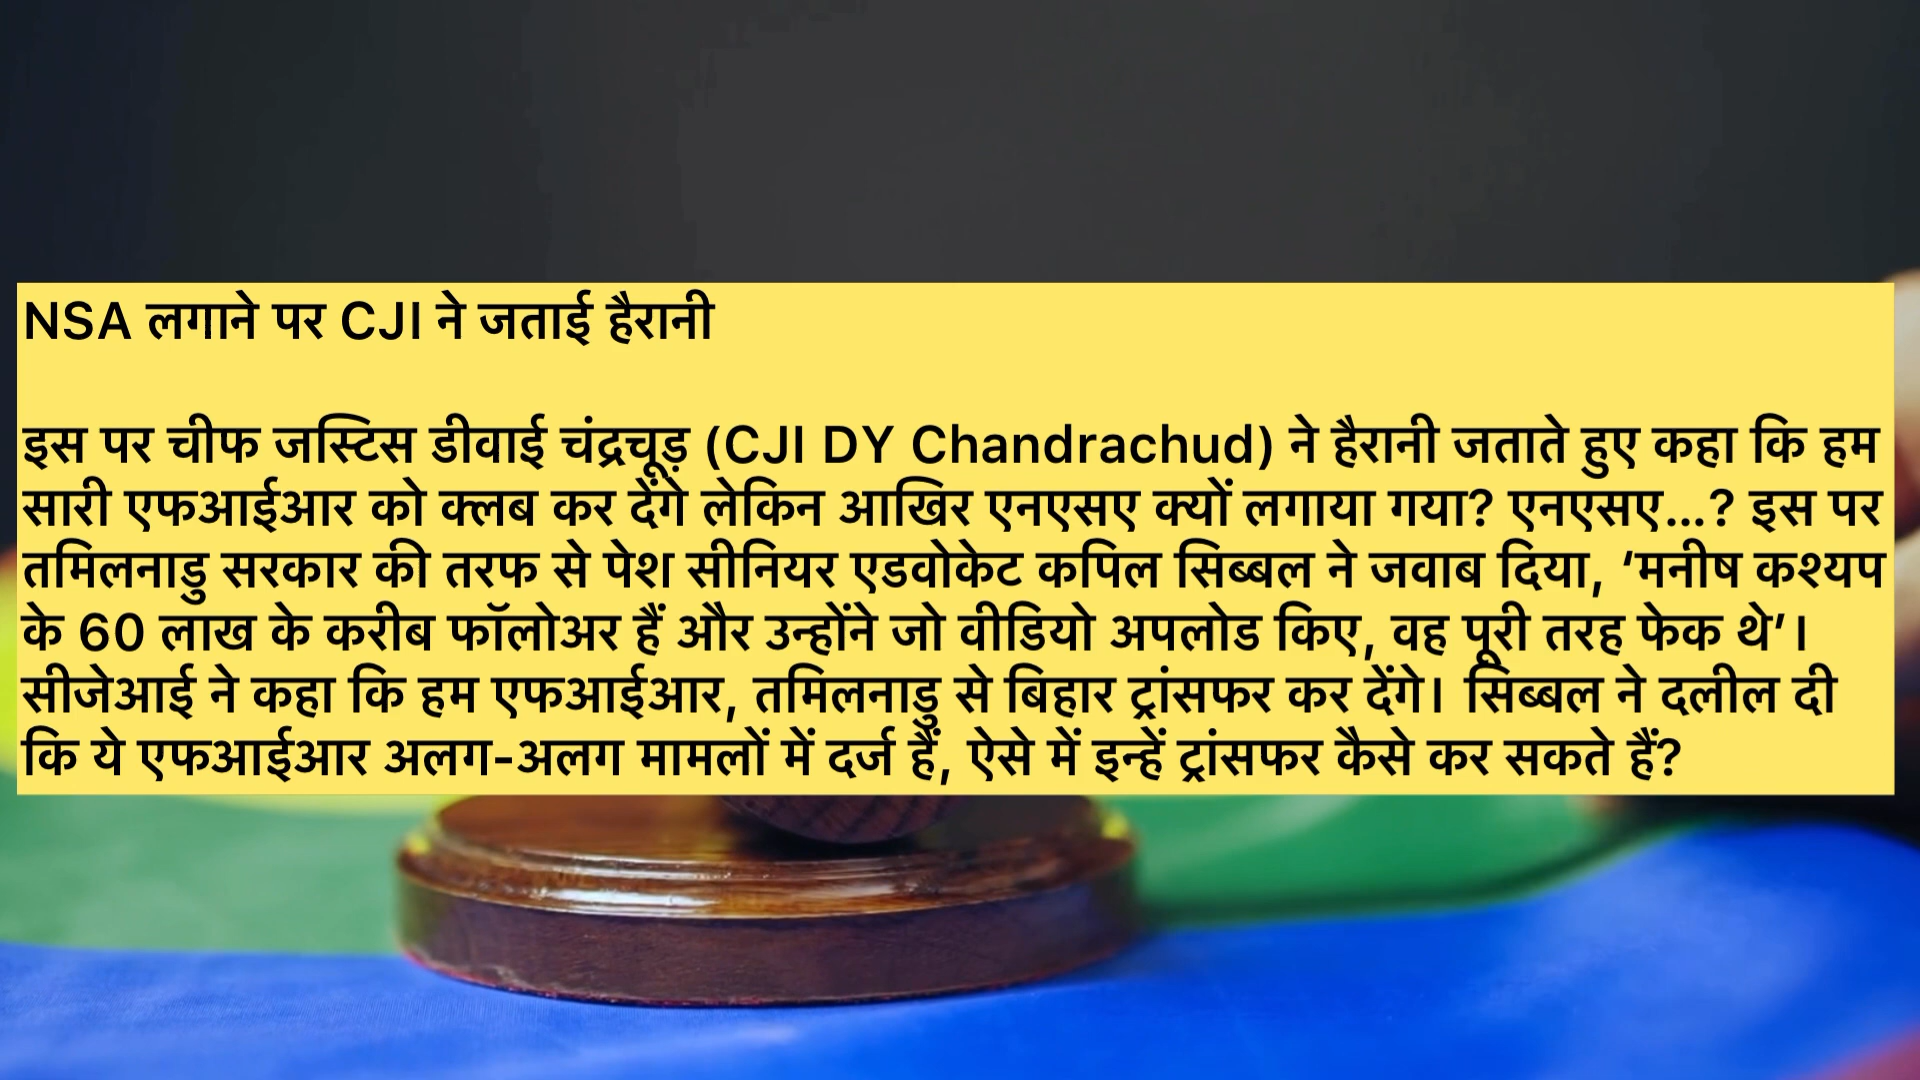 NSA लगाने पर CJI ने जताई हैरानी
इस पर चीफ जस्टिस डीवाई चंद्रचूड़ (CJI DY Chandrachud) ने हैरानी जताते हुए कहा कि हम
सारी एफआईआर को क्लब कर देंगे लेकिन आखिर एनएसए क्यों लगाया गया? एनएसए...? इस पर
तमिलनाडु सरकार की तरफ से पेश सीनियर एडवोकेट कपिल सिब्बल ने जवाब दिया, ‘मनीष कश्यप
के 60 लाख के करीब फॉलोअर हैं और उन्होंने जो वीडियो अपलोड किए, वह पूरी तरह फेक थे’।
सीजेआई ने कहा कि हम एफआईआर, तमिलनाडु से बिहार ट्रांसफर कर देंगे। सिब्बल ने दलील दी
कि ये एफआईआर अलग-अलग मामलों में दर्ज हैं, ऐसे में इन्हें ट्रांसफर कैसे कर सकते हैं?